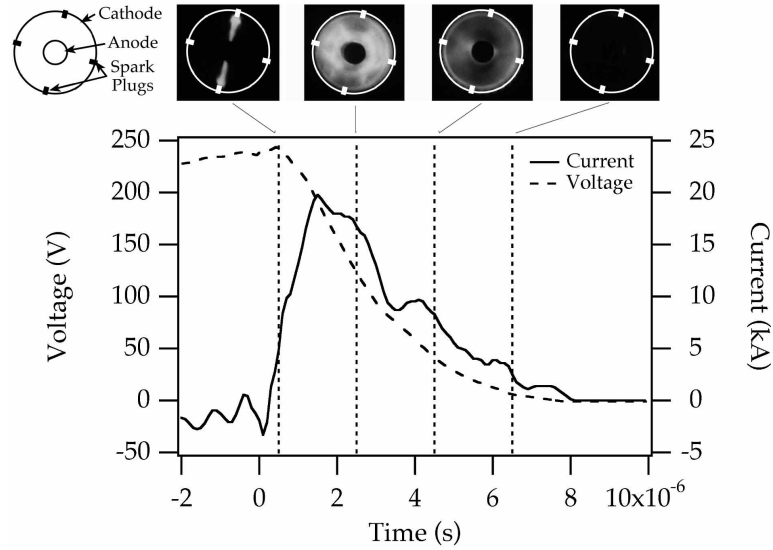 Cathode
Anode
Spark
Plugs
250
200
150
100
50
0
-50
Voltage (V)
25
20
15
10
5
0
-5
Current (kA)
Current
Voltage
-2 0 2 4 6 8 10x10-6
Time (s)